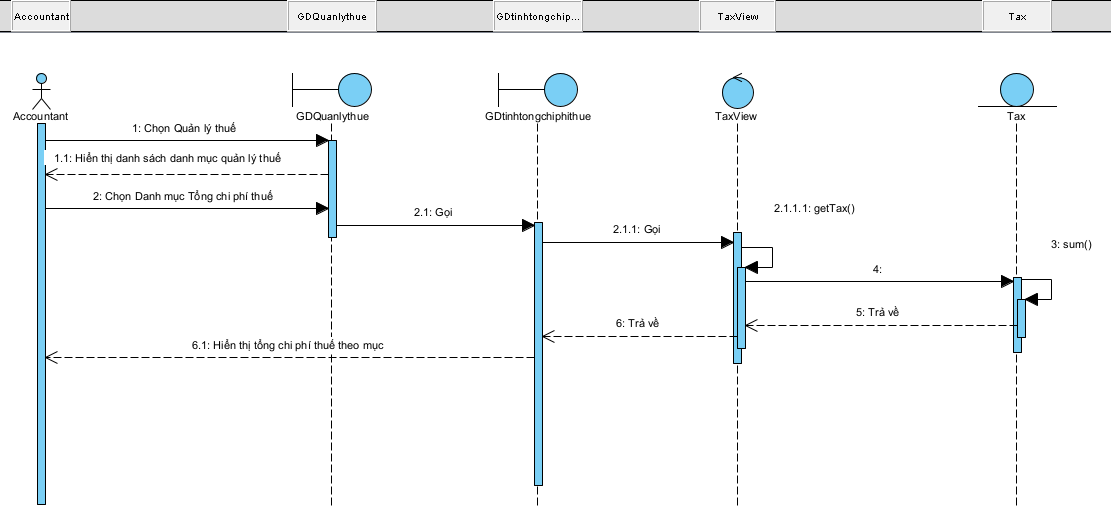 Accountant
GDQuanlythue
GDtinhtongchip...
TaxView
Tax
Accountant
GDQuanlythue
GDtinhtongchiphithue
TaxView
Tax
1: Chọn Quản lý thuế
1.1: Hiển thị danh sách danh mục quản lý thuế
2: Chọn Danh mục Tổng chi phí thuế
2.1: Gọi
2.1.1: Gọi
2.1.1.1: getTax()
3: sum()
4:
5: Trả về
6: Trả về
6.1: Hiển thị tổng chi phí thuế theo mục